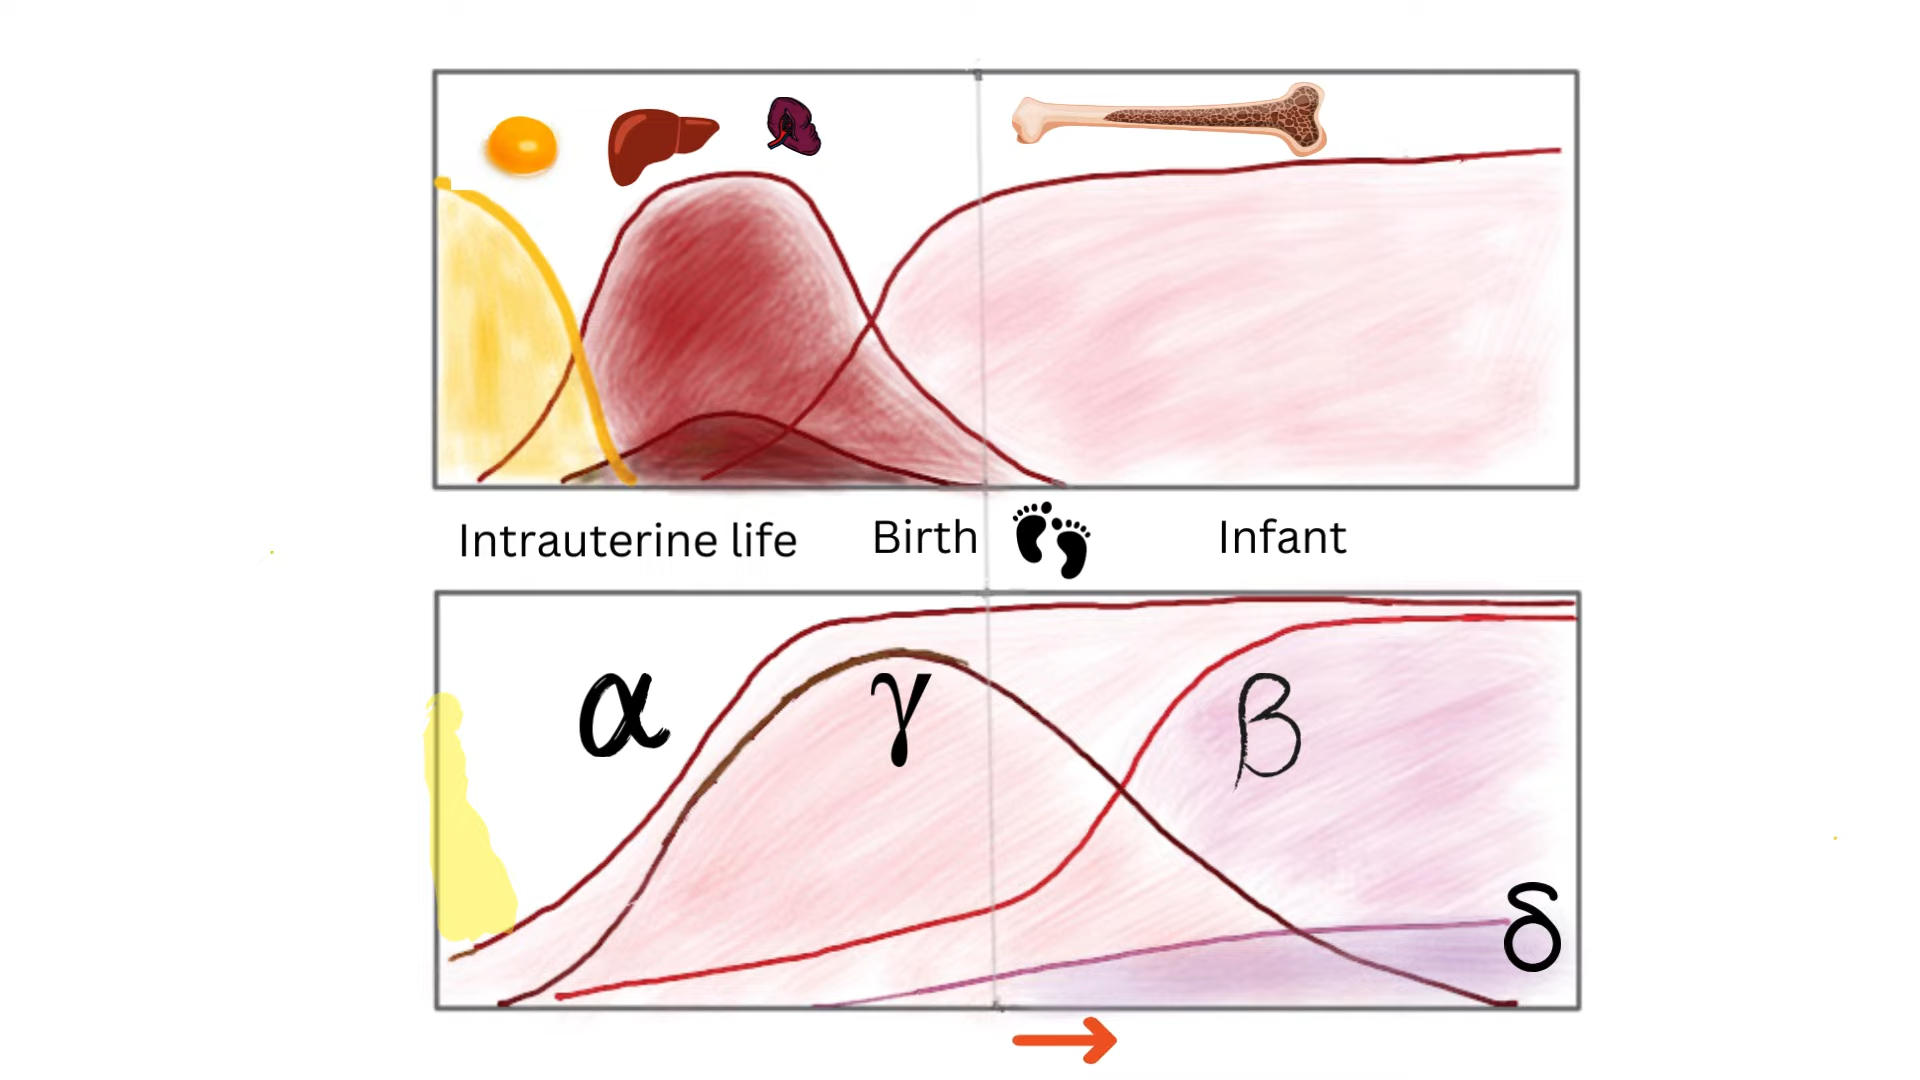 Intrauterine life Birth Infant
α γ β
δ